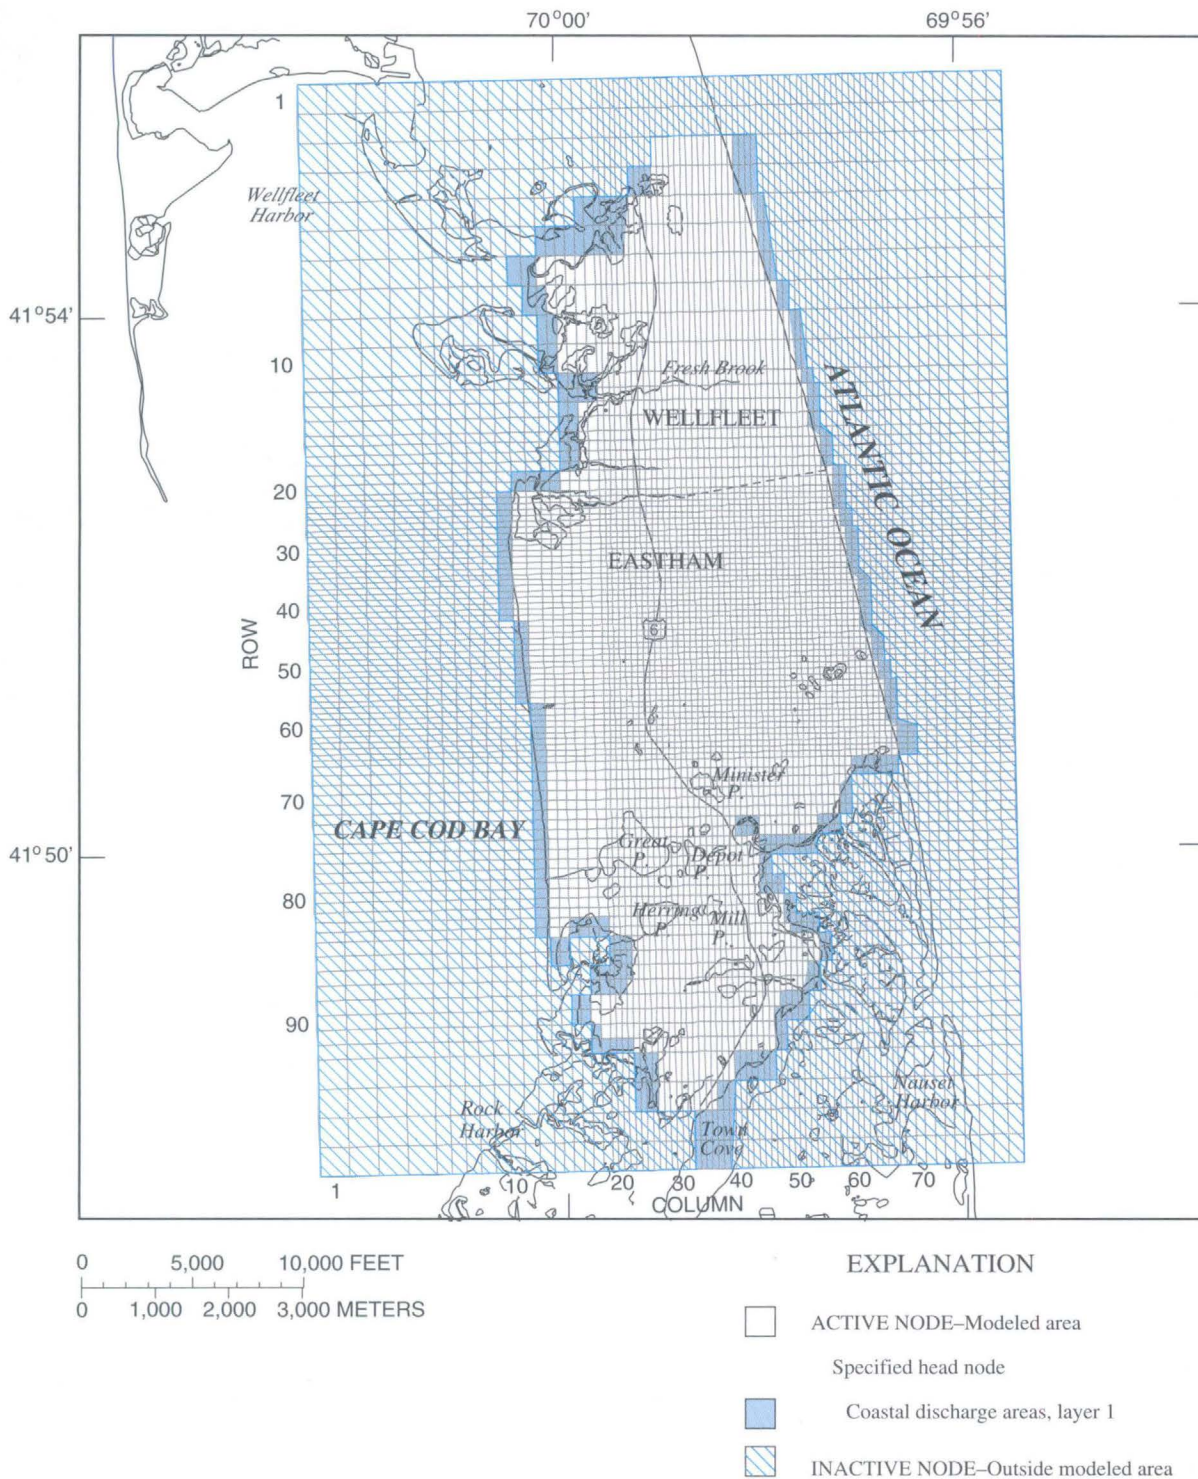 70°00'
69°56'
1
Wellfleet
Harbor
41°54'
10
Fresh Brook
WELLFLEET
ATLANTIC OCEAN
20
30
EASTHAM
40
ROW
6
50
60
Minister
P.
70
CAPE COD BAY
Great
P.
Depot
P.
41°50'
80
Herring
P.
Mill
P.
90
Nauset
Harbor
Rock
Harbor
Town
Cove
1
10
20
30
40
50
60
70
COLUMN
0 5,000 10,000 FEET
0 1,000 2,000 3,000 METERS
EXPLANATION
ACTIVE NODE–Modeled area
Specified head node
Coastal discharge areas, layer 1
INACTIVE NODE–Outside modeled area